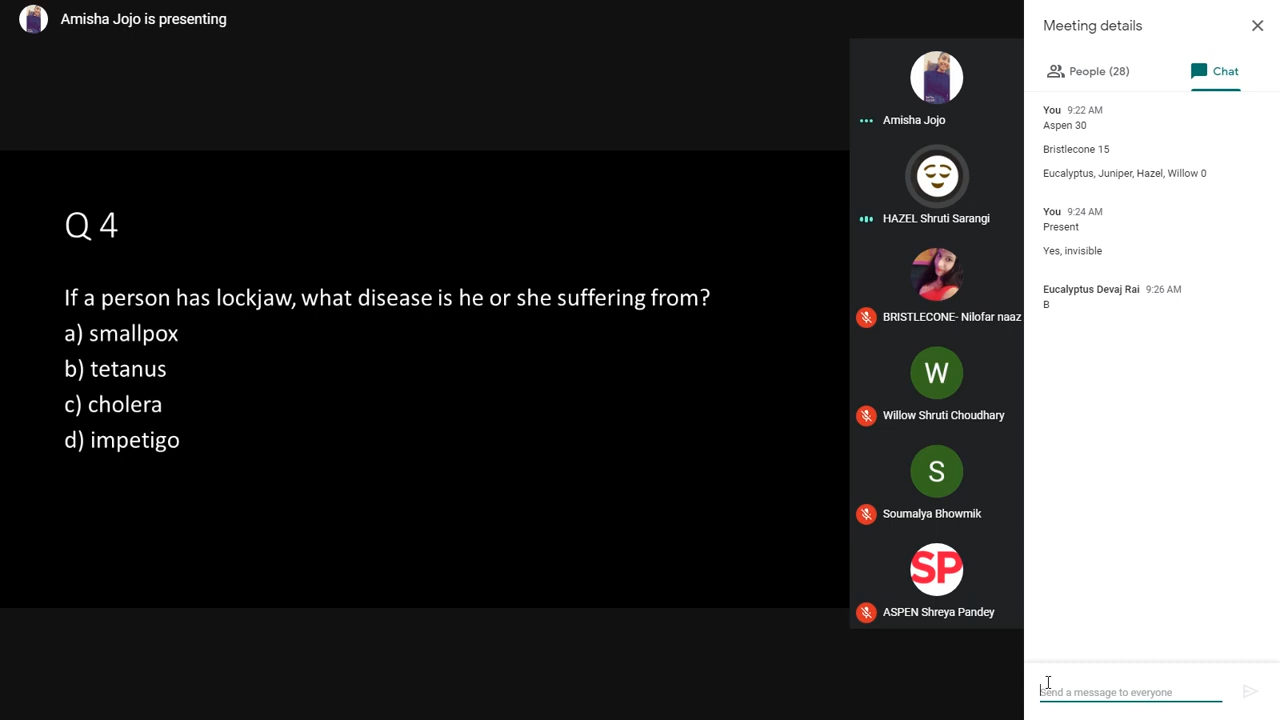 Amisha Jojo is presenting
Q 4
If a person has lockjaw, what disease is he or she suffering from?
a) smallpox
b) tetanus
c) cholera
d) impetigo
Amisha Jojo
HAZEL Shruti Sarangi
BRISTLECONE- Nilofar naaz
W
Willow Shruti Choudhary
S
Soumalya Bhowmik
SP
ASPEN Shreya Pandey
Meeting details
People (28)
Chat
You 9:22 AM
Aspen 30
Bristlecone 15
Eucalyptus, Juniper, Hazel, Willow 0
You 9:24 AM
Present
Yes, invisible
Eucalyptus Devaj Rai 9:26 AM
B
Send a message to everyone